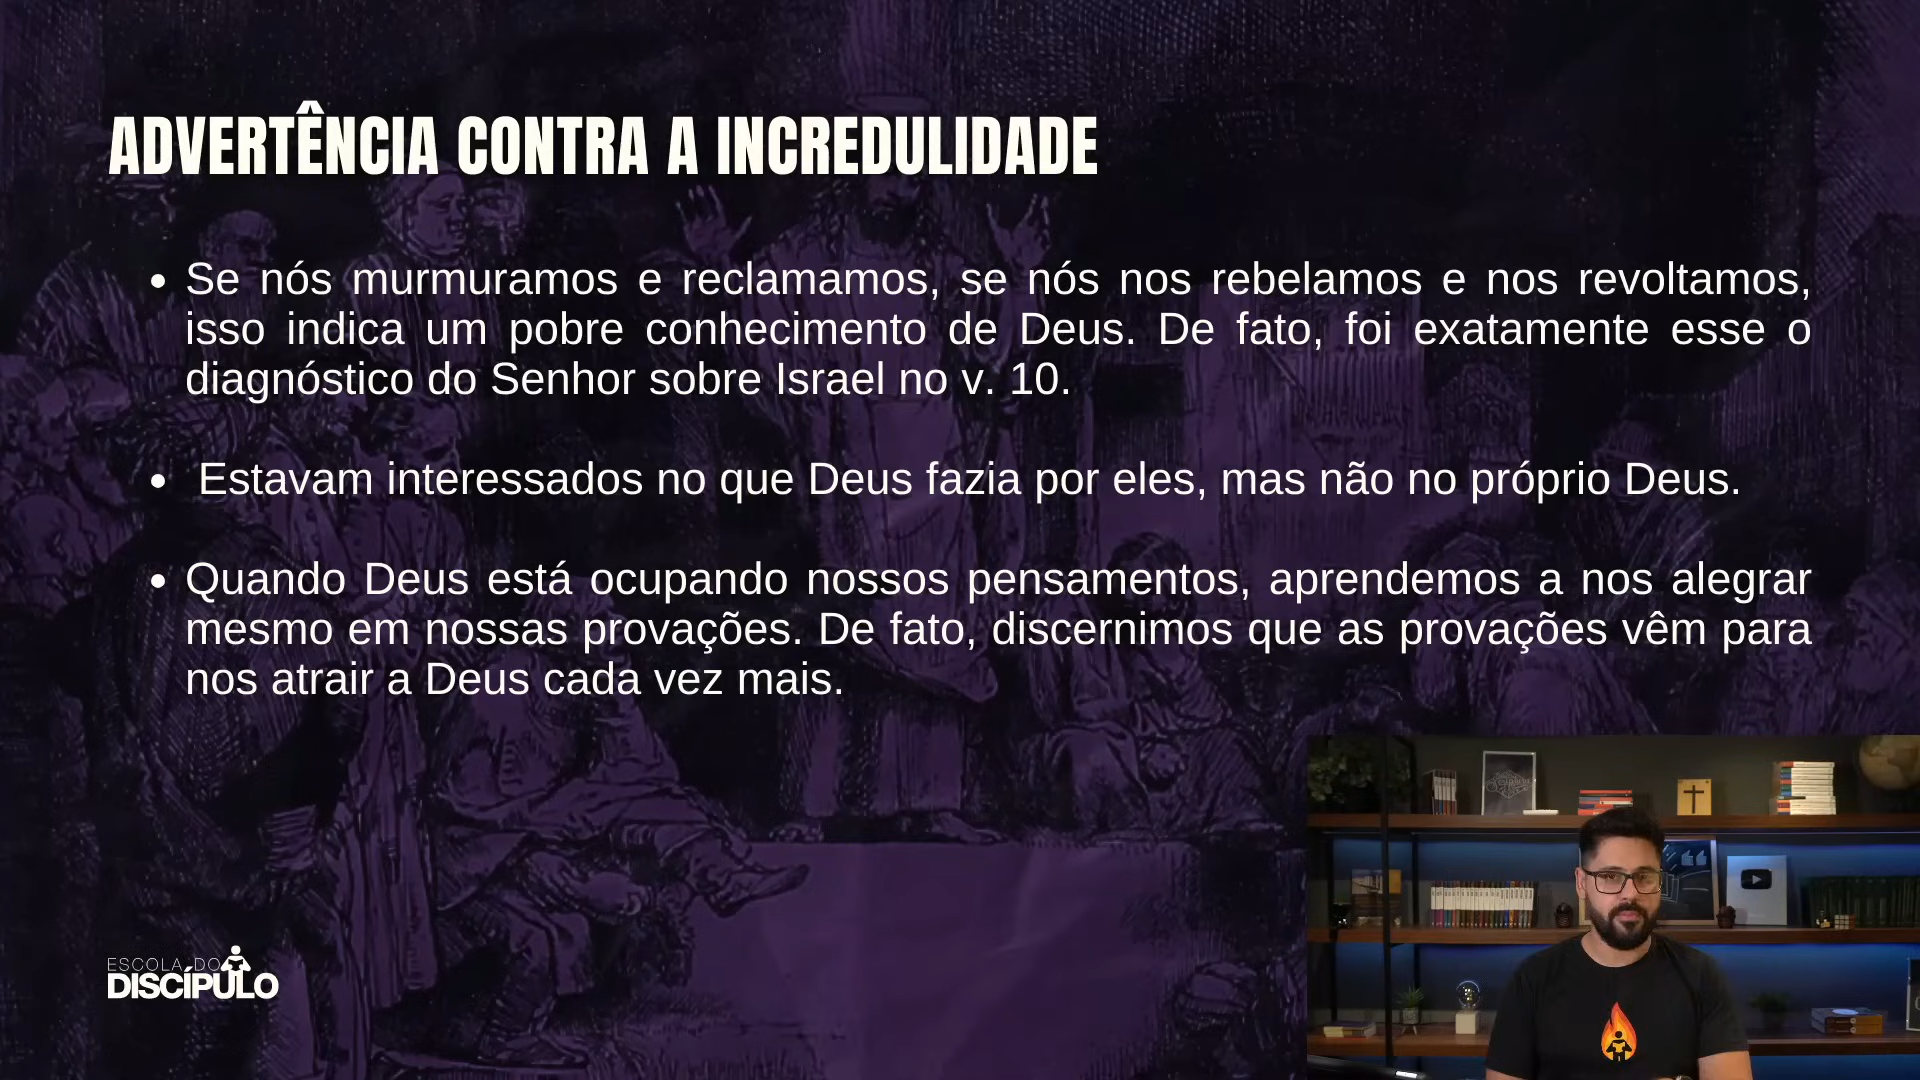 ADVERTÊNCIA CONTRA A INCREDULIDADE
• Se nós murmuramos e reclamamos, se nós nos rebelamos e nos revoltamos,
isso indica um pobre conhecimento de Deus. De fato, foi exatamente esse o
diagnóstico do Senhor sobre Israel no v. 10.
• Estavam interessados no que Deus fazia por eles, mas não no próprio Deus.
• Quando Deus está ocupando nossos pensamentos, aprendemos a nos alegrar
mesmo em nossas provações. De fato, discernimos que as provações vêm para
nos atrair a Deus cada vez mais.
ESCOLA DO
DISCÍPULO